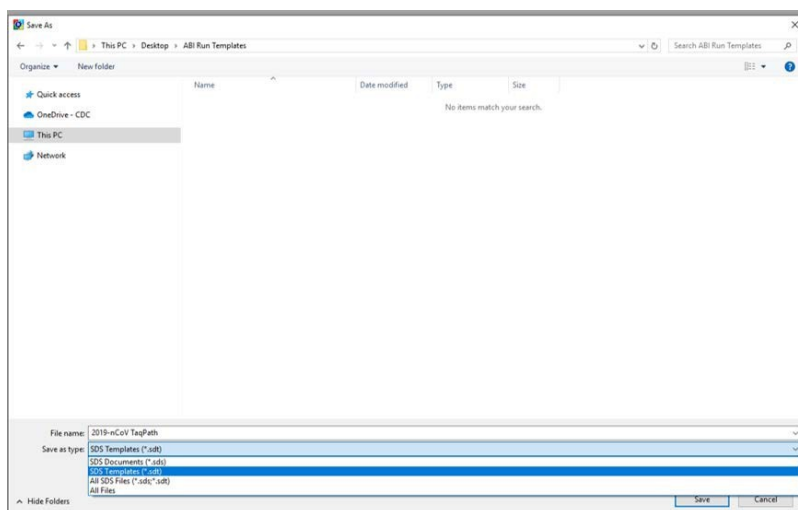 Save As
This PC > Desktop > ABI Run Templates
Search ABI Run Templates
Organize New folder
Name Date modified Type Size
Quick access
No items match your search.
OneDrive - CDC
This PC
Network
File name: 2019-nCoV TaqPath
Save as type: SDS Templates (*.sdt)
SDS Documents (*.sds)
SDS Templates (*.sdt)
All SDS Files (*.sds;*.sdt)
All Files
Hide Folders Save Cancel